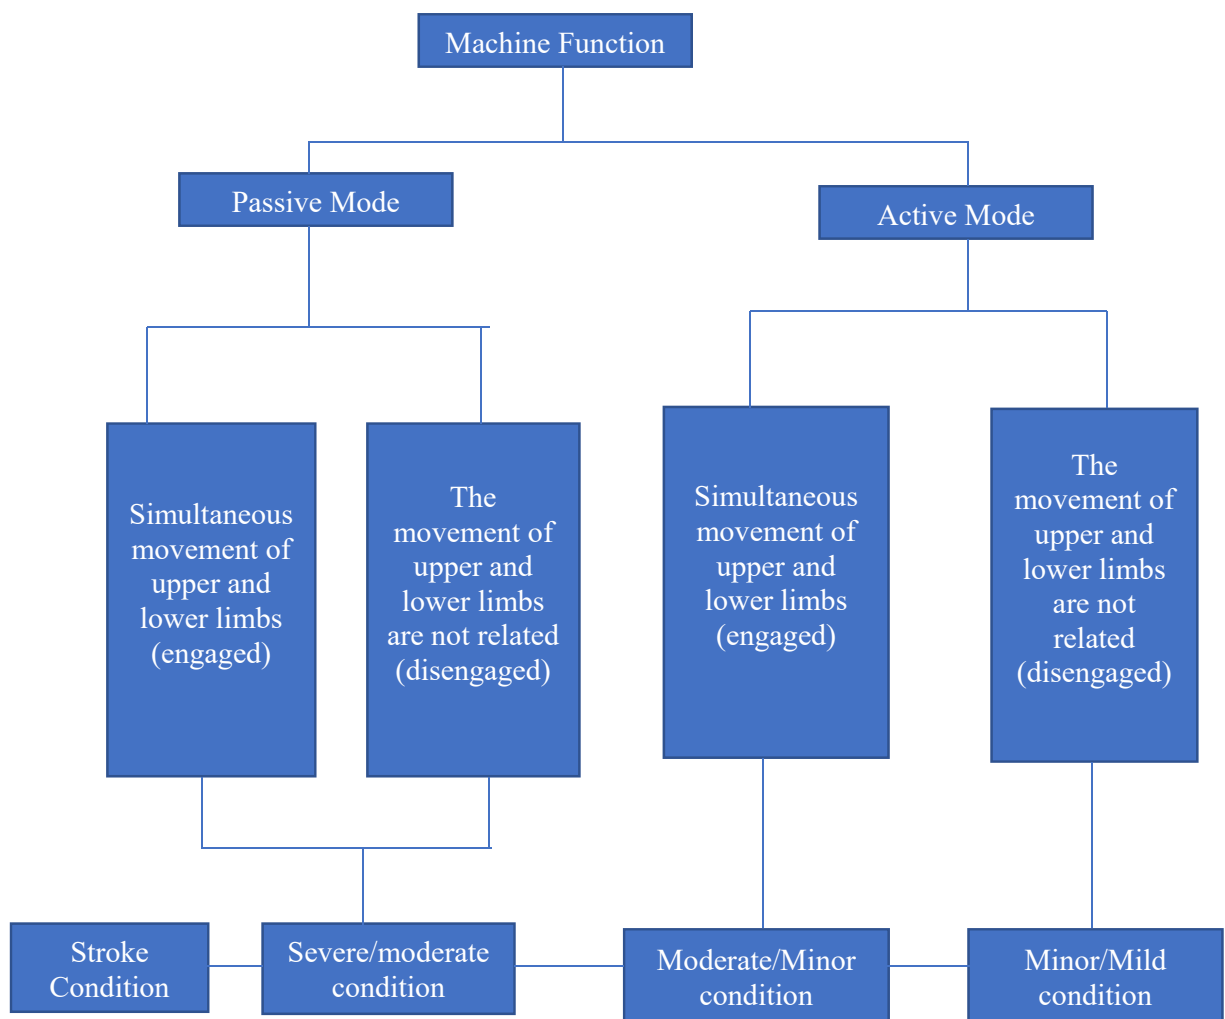 Machine Function
Passive Mode
Active Mode
Simultaneous
movement of
upper and
lower limbs
(engaged)
The
movement of
upper and
lower limbs
are not related
(disengaged)
Simultaneous
movement of
upper and
lower limbs
(engaged)
The
movement of
upper and
lower limbs
are not
related
(disengaged)
Stroke
Condition
Severe/moderate
condition
Moderate/Minor
condition
Minor/Mild
condition